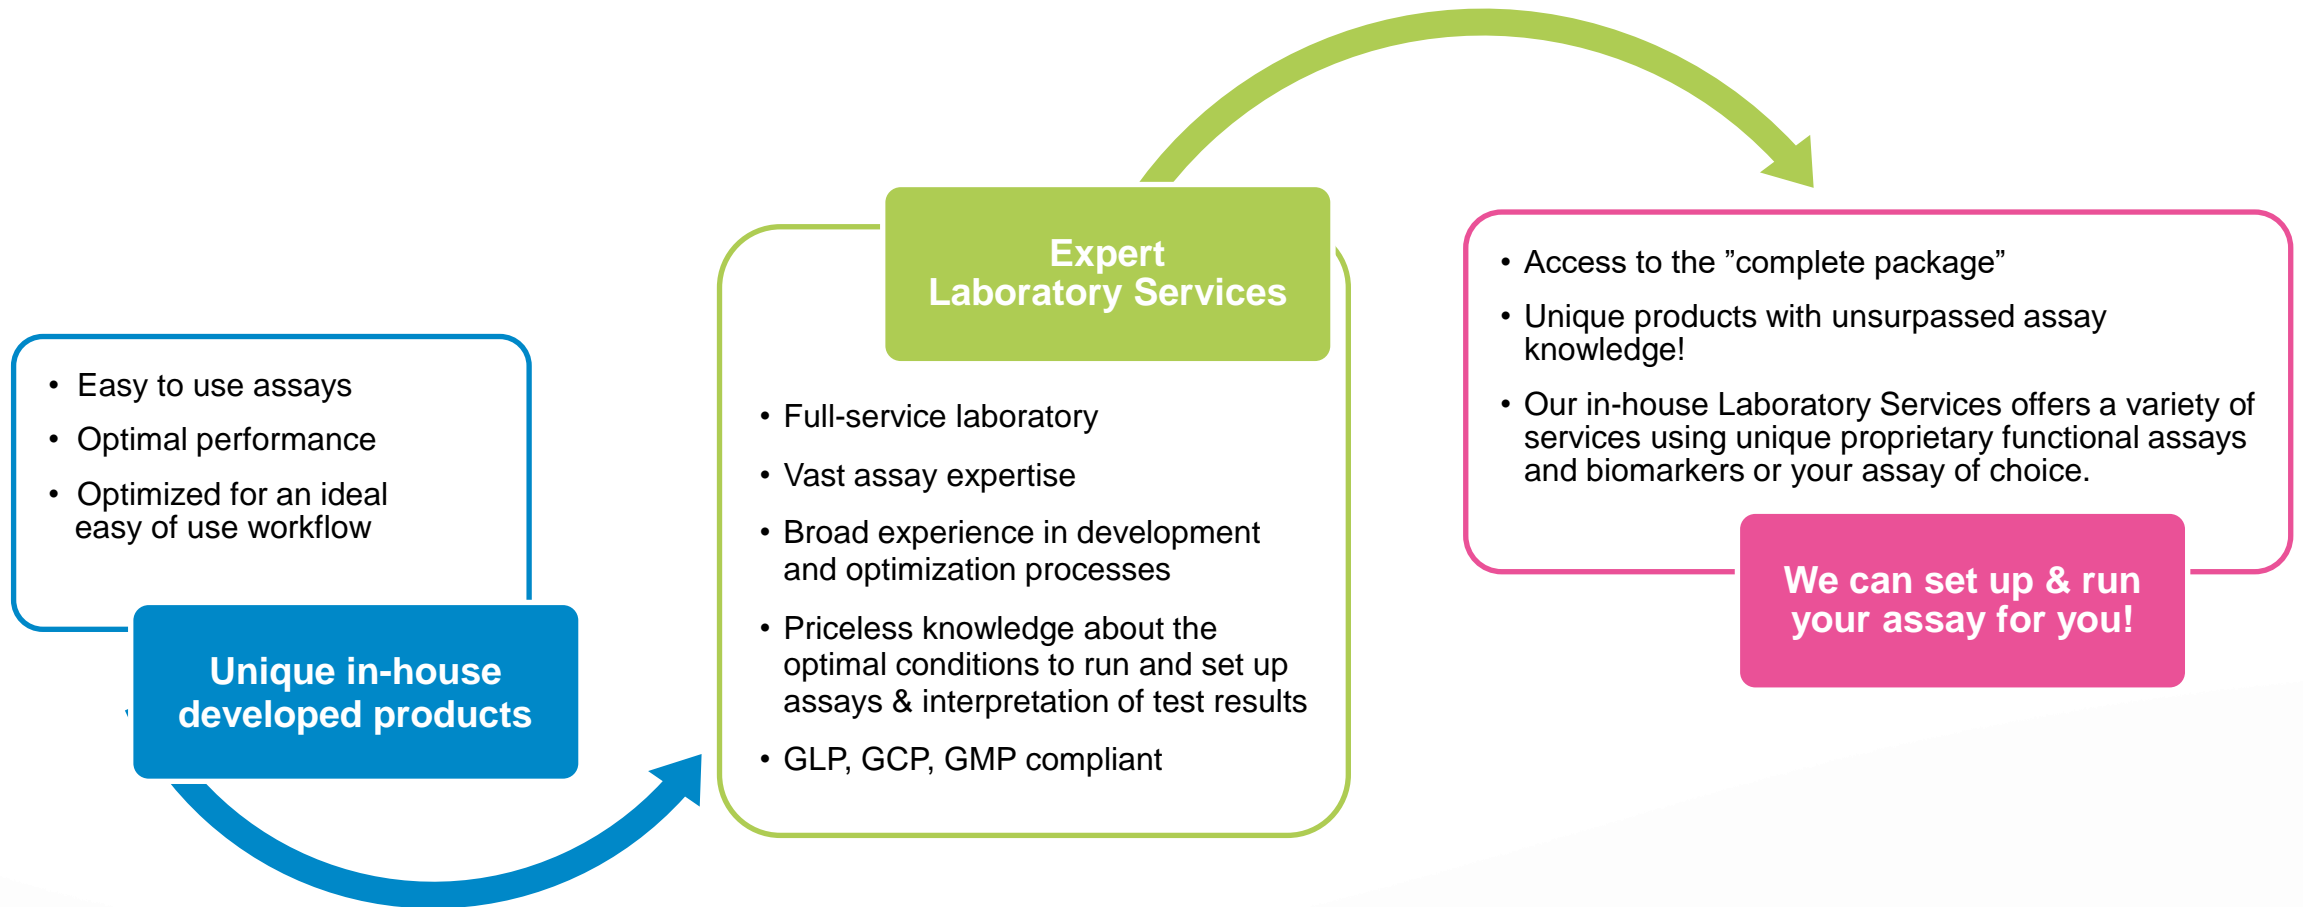 • Easy to use assays
• Optimal performance
• Optimized for an ideal
easy of use workflow
Unique in-house
developed products
Expert
Laboratory Services
• Full-service laboratory
• Vast assay expertise
• Broad experience in development
and optimization processes
• Priceless knowledge about the
optimal conditions to run and set up
assays & interpretation of test results
• GLP, GCP, GMP compliant
• Access to the ”complete package”
• Unique products with unsurpassed assay
knowledge!
• Our in-house Laboratory Services offers a variety of
services using unique proprietary functional assays
and biomarkers or your assay of choice.
We can set up & run
your assay for you!